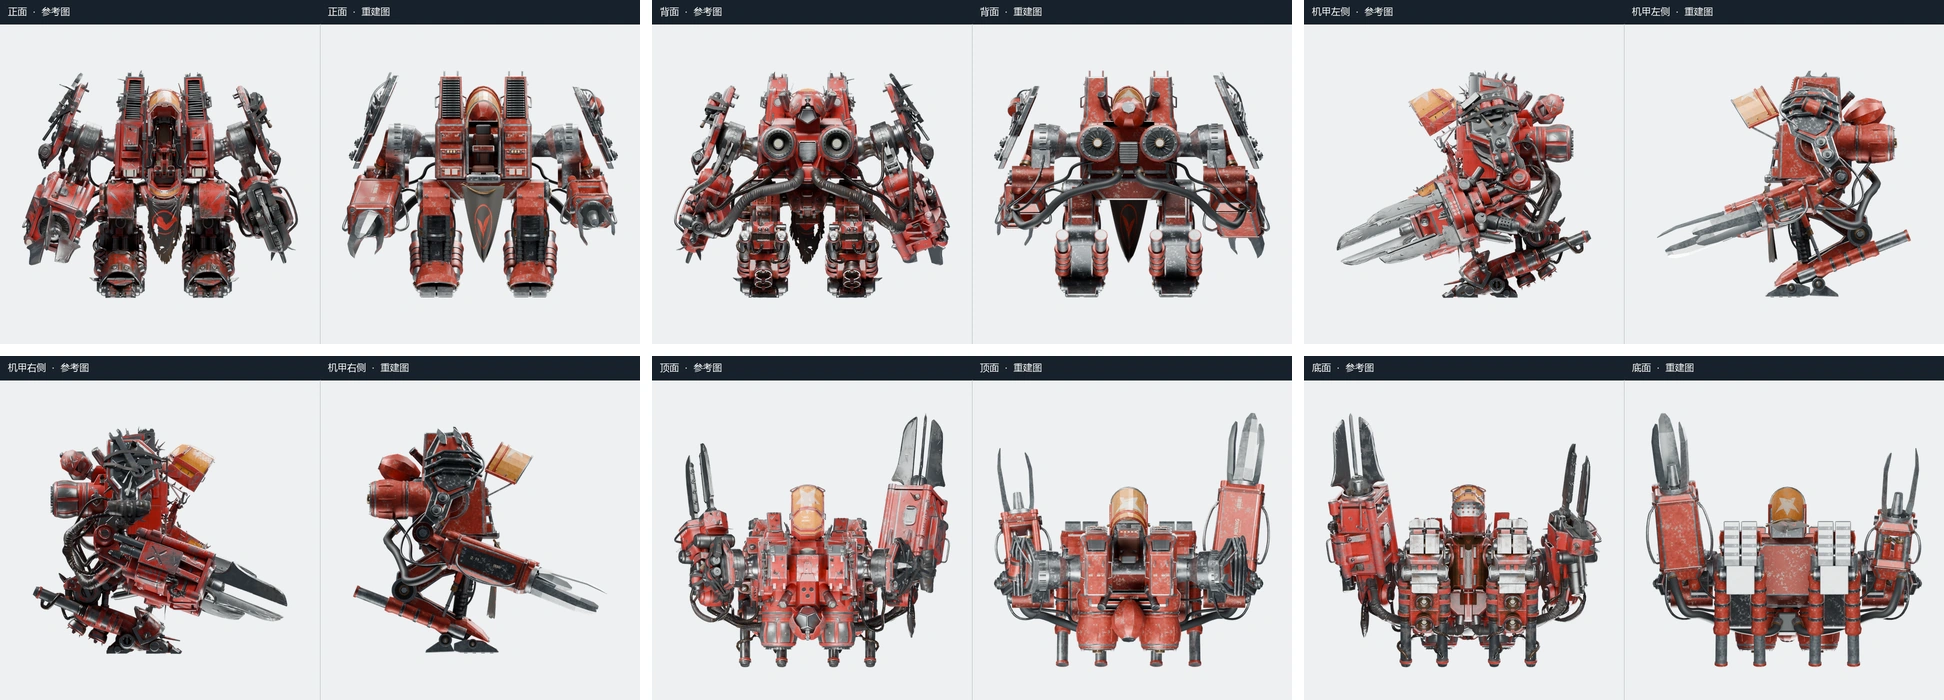 正面 · 参考图
正面 · 重建图
背面 · 参考图
背面 · 重建图
机甲左侧 · 参考图
机甲左侧 · 重建图
机甲右侧 · 参考图
机甲右侧 · 重建图
顶面 · 参考图
顶面 · 重建图
底面 · 参考图
底面 · 重建图